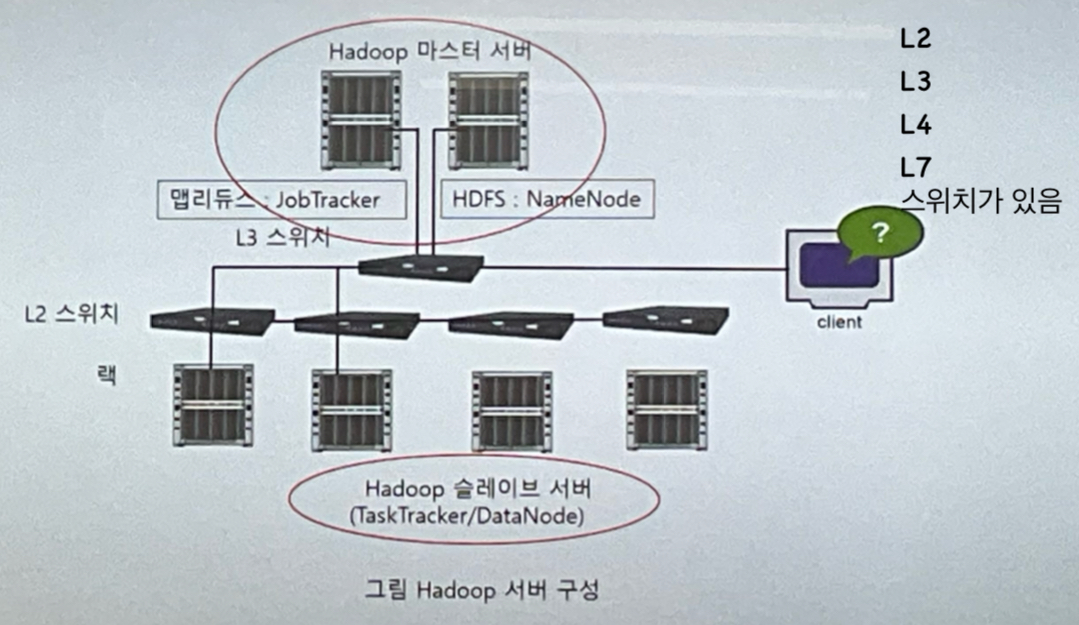 Hadoop 마스터 서버
맵리듀스 : JobTracker
HDFS : NameNode
L3 스위치
L2 스위치
랙
Hadoop 슬레이브 서버
(TaskTracker/DataNode)
그림 Hadoop 서버 구성
L2
L3
L4
L7
스위치가 있음
?
client